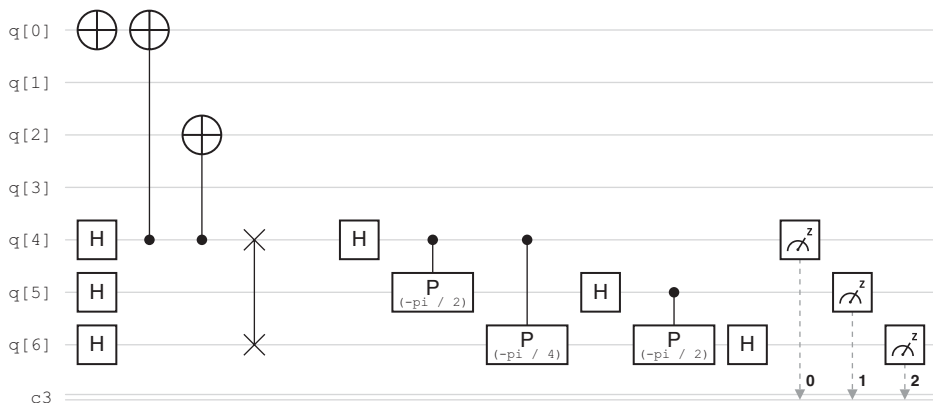 q[0]
q[1]
q[2]
q[3]
q[4] H H z
q[5] H P (-pi / 2) H z
q[6] H P (-pi / 4) P (-pi / 2) H z
c3 0 1 2